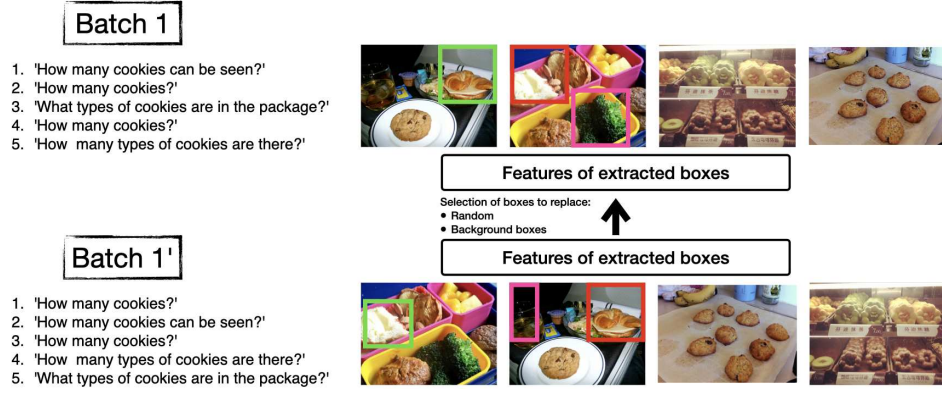 Batch 1
1. 'How many cookies can be seen?'
2. 'How many cookies?'
3. 'What types of cookies are in the package?'
4. 'How many cookies?'
5. 'How  many types of cookies are there?'
Features of extracted boxes
Selection of boxes to replace:
• Random
• Background boxes
Features of extracted boxes
Batch 1'
1. 'How many cookies?'
2. 'How many cookies can be seen?'
3. 'How many cookies?'
4. 'How  many types of cookies are there?'
5. 'What types of cookies are in the package?'